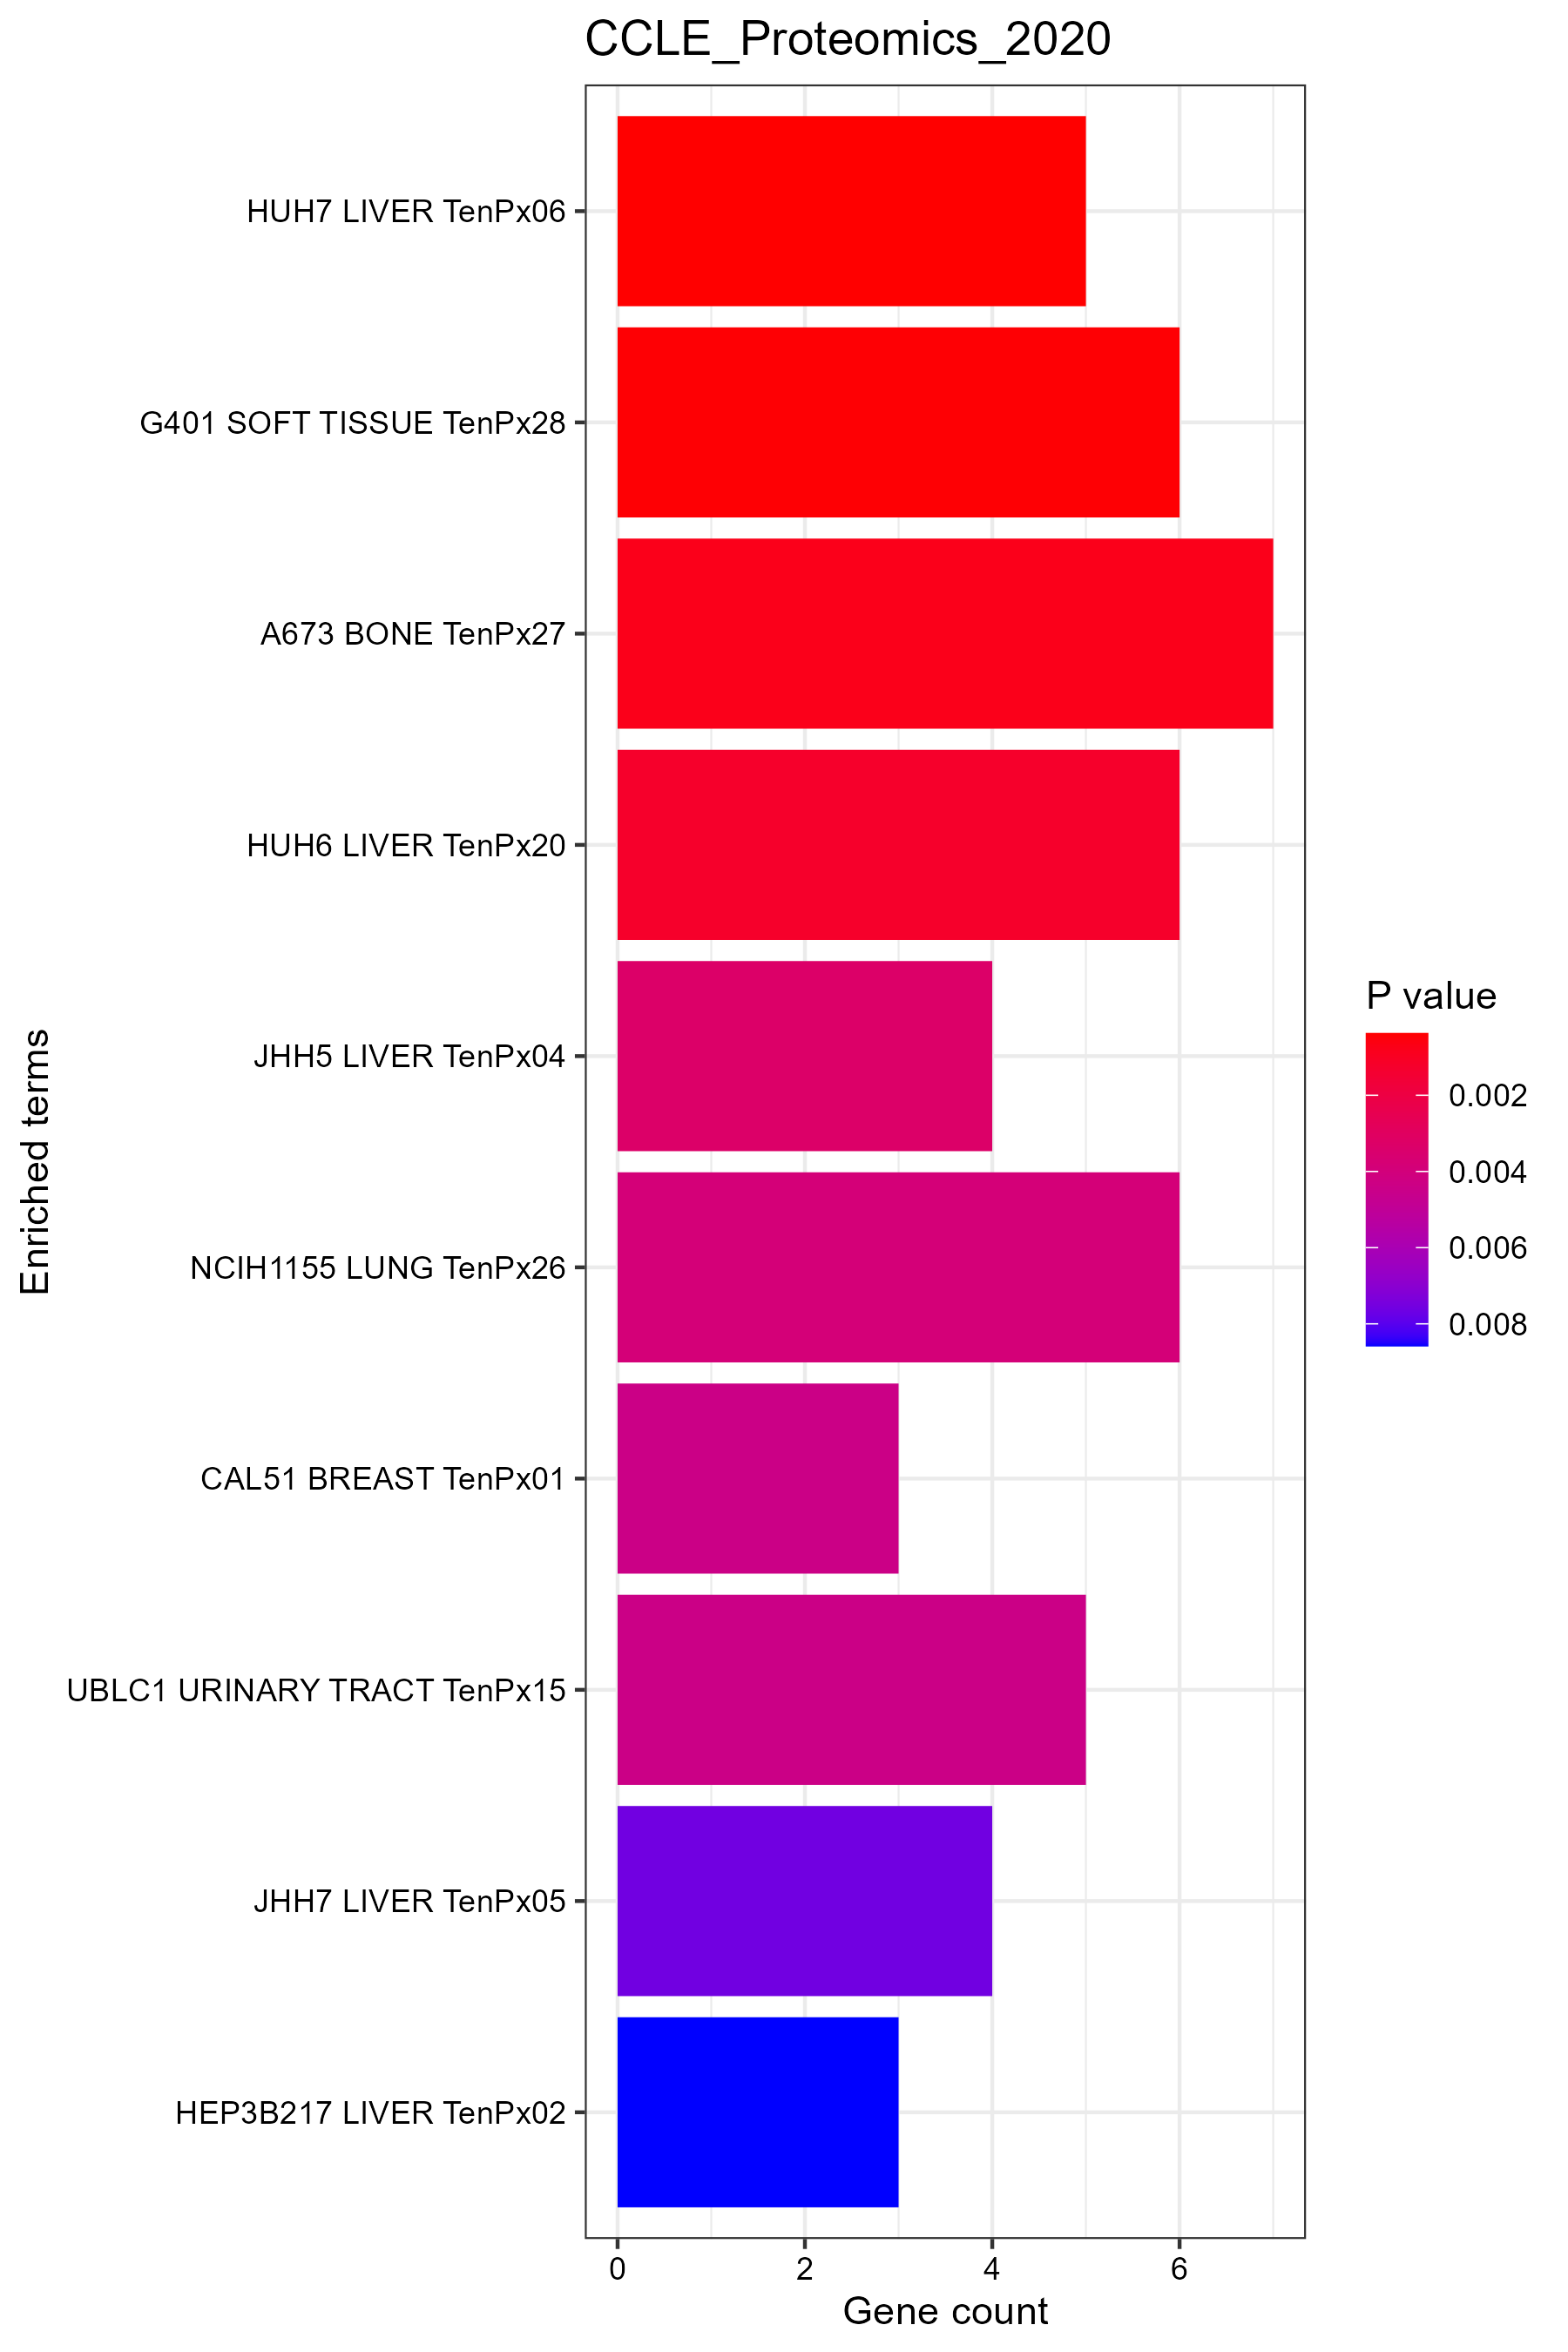 CCLE_Proteomics_2020
HUH7 LIVER TenPx06
G401 SOFT TISSUE TenPx28
A673 BONE TenPx27
HUH6 LIVER TenPx20
JHH5 LIVER TenPx04
NCIH1155 LUNG TenPx26
CAL51 BREAST TenPx01
UBLC1 URINARY TRACT TenPx15
JHH7 LIVER TenPx05
HEP3B217 LIVER TenPx02
Enriched terms
0
2
4
6
Gene count
P value
0.002
0.004
0.006
0.008